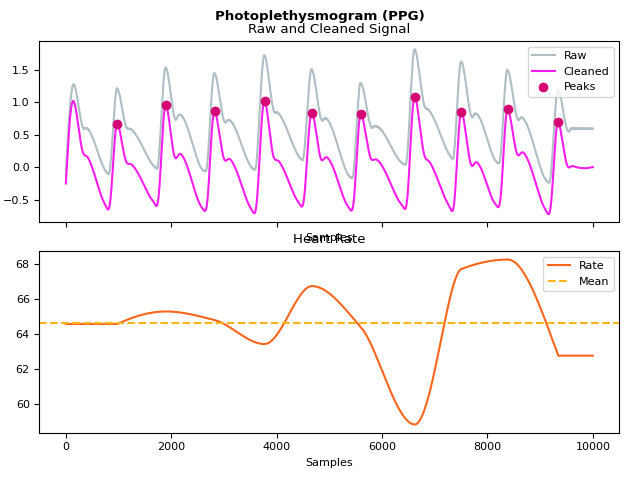 Photoplethysmogram (PPG)
Raw and Cleaned Signal
Raw
Cleaned
Peaks
1.5
1.0
0.5
0.0
−0.5
Samples
Heart Rate
Rate
Mean
68
66
64
62
60
0 2000 4000 6000 8000 10000
Samples